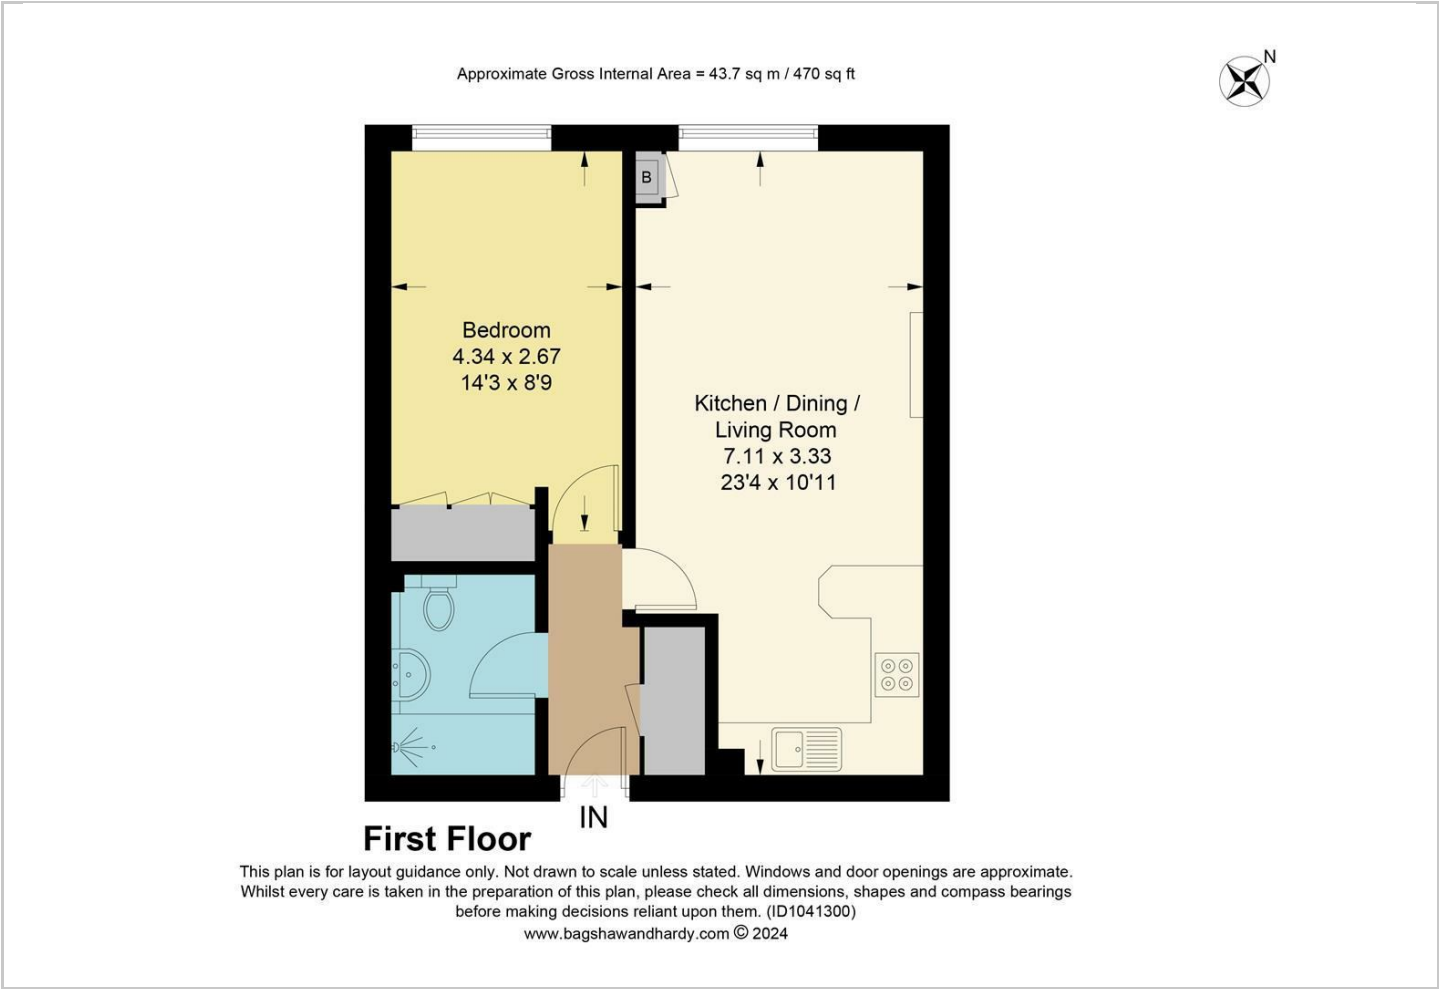 N
Approximate Gross Internal Area = 43.7 sq m / 470 sq ft
B
Bedroom
4.34 x 2.67
14'3 x 8'9
Kitchen / Dining /
Living Room
7.11 x 3.33
23'4 x 10'11
IN
First Floor
This plan is for layout guidance only. Not drawn to scale unless stated. Windows and door openings are approximate.
Whilst every care is taken in the preparation of this plan, please check all dimensions, shapes and compass bearings
before making decisions reliant upon them. (ID1041300)
www.bagshawandhardy.com © 2024